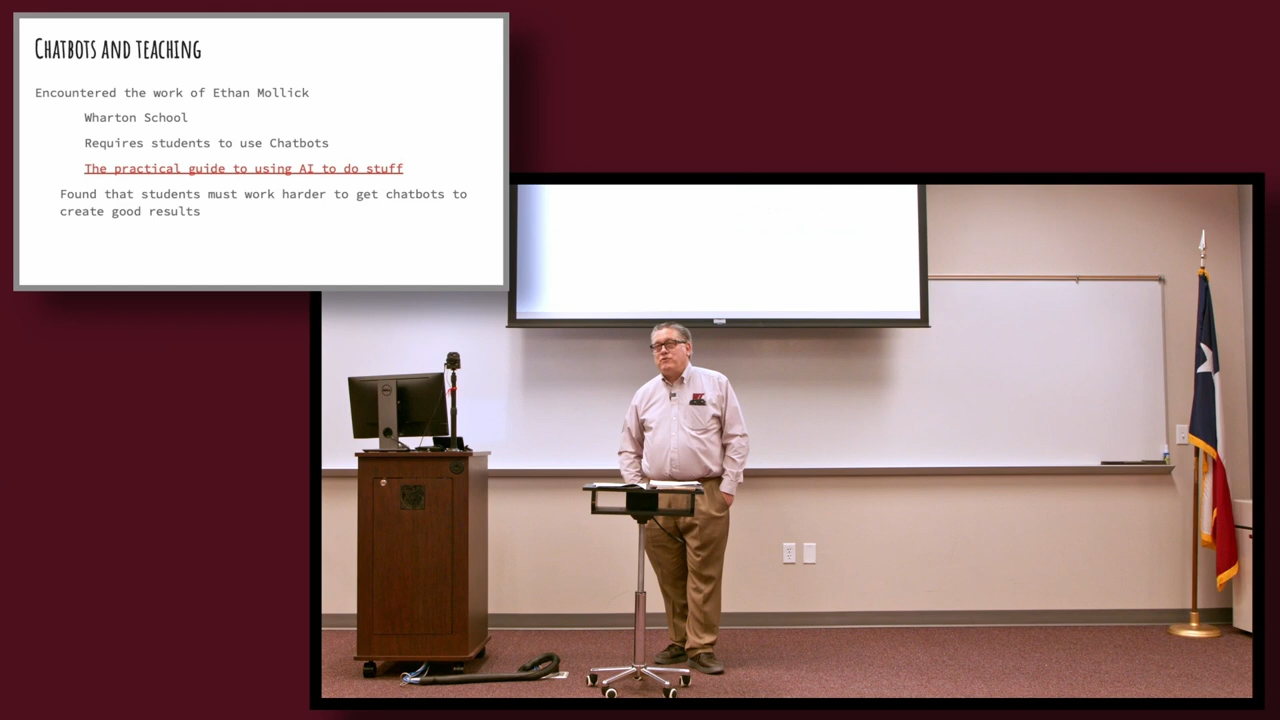 Chatbots and teaching
Encountered the work of Ethan Mollick
Wharton School
Requires students to use Chatbots
The practical guide to using AI to do stuff
Found that students must work harder to get chatbots to
create good results